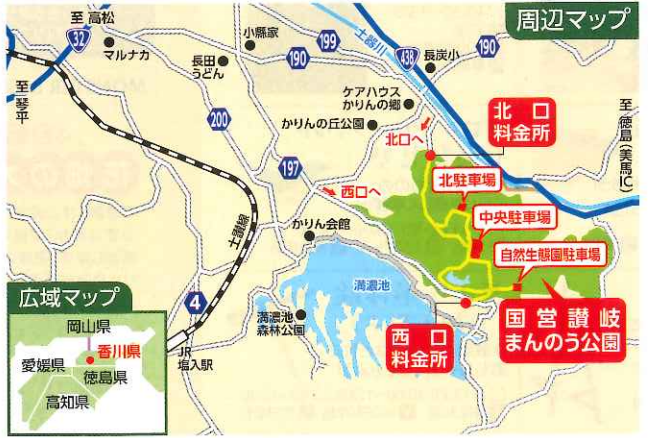 周辺マップ
至 高松
32
マルナカ
小縣家
199
190
長田
うどん
土器川
438
長炭小
190
至 琴平
ケアハウス
かりんの郷
かりんの丘公園
200
197
北口へ
北口
料金所
至 徳島（美馬IC）
西口へ
北駐車場
中央駐車場
自然生態園駐車場
土讃線
かりん会館
満濃池
満濃池
森林公園
4
JR
塩入駅
西口
料金所
国営讃岐
まんのう公園
広域マップ
岡山県
香川県
愛媛県
徳島県
高知県